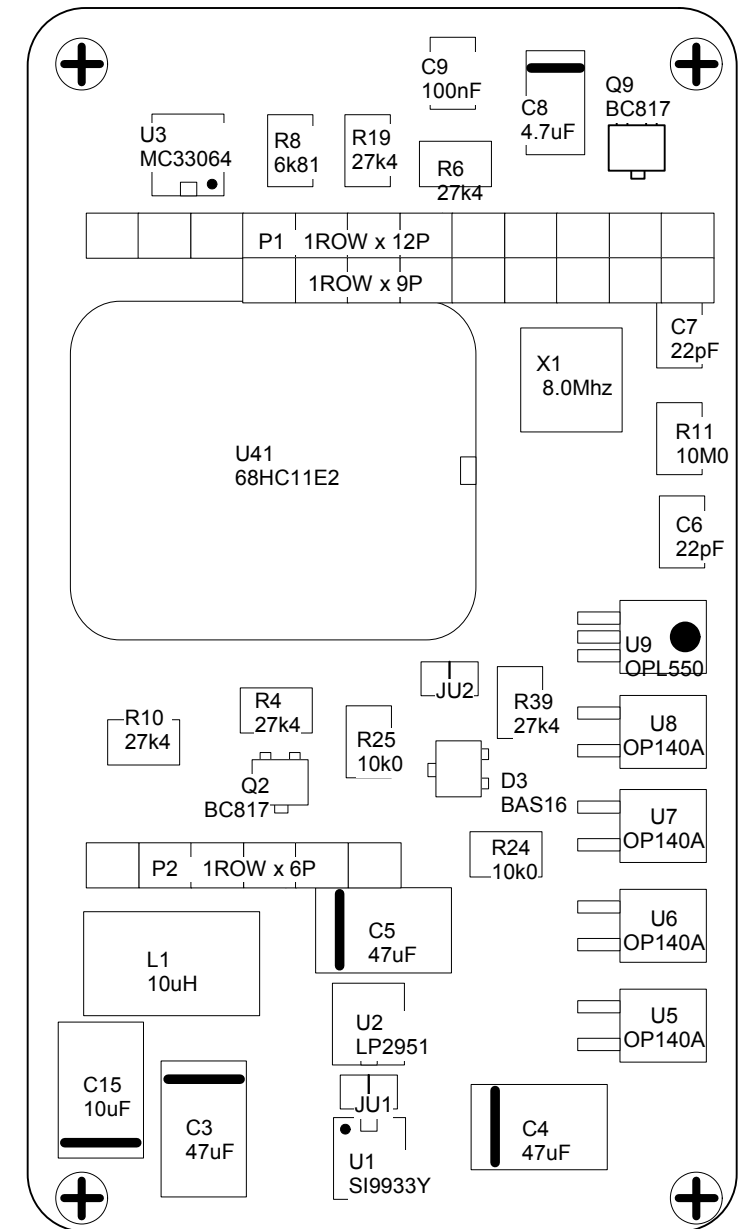 C9
100nF
C8
4.7uF
Q9
BC817
U3
MC33064
R8
6k81
R19
27k4
R6
27k4
P1 1ROW x 12P
1ROW x 9P
C7
22pF
X1
8.0Mhz
R11
10M0
U41
68HC11E2
C6
22pF
U9
OPL550
JU2
R4
27k4
R39
27k4
R10
27k4
R25
10k0
U8
OP140A
Q2
BC817
D3
BAS16
U7
OP140A
R24
10k0
P2 1ROW x 6P
C5
47uF
U6
OP140A
L1
10uH
U2
LP2951
U5
OP140A
C15
10uF
JU1
C3
47uF
C4
47uF
U1
SI9933Y